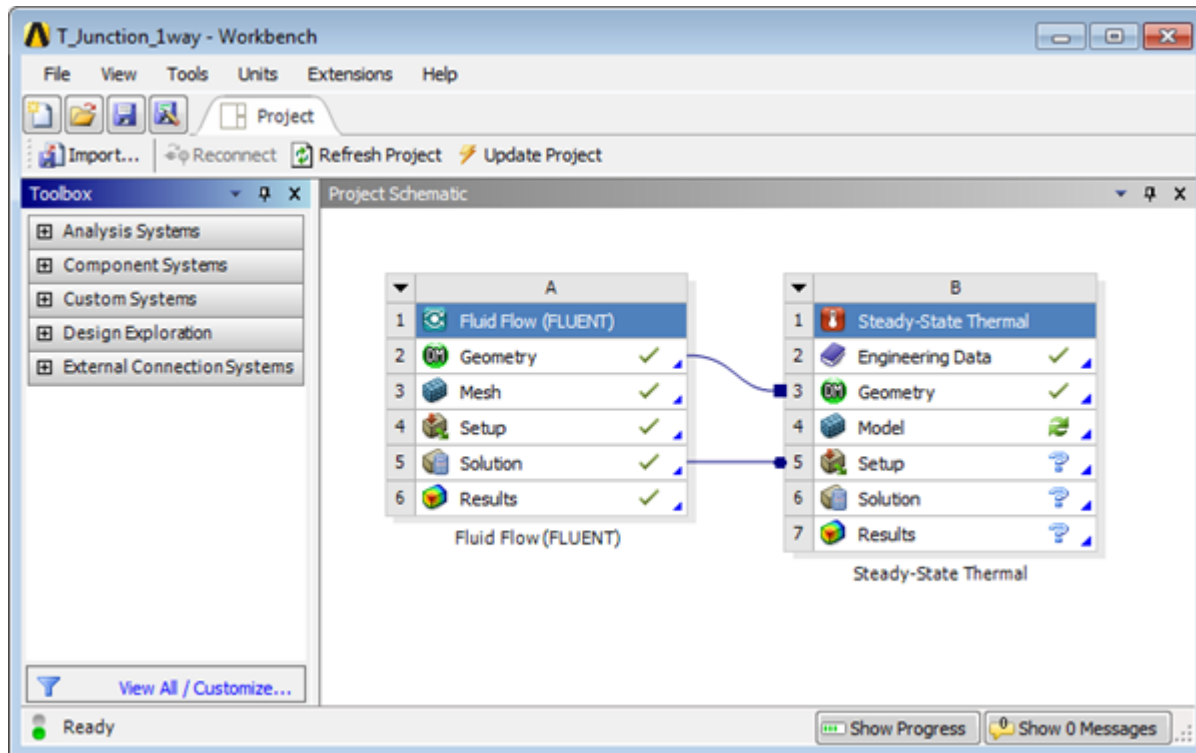 T_Junction_1way - Workbench
File View Tools Units Extensions Help
Project
Import... Reconnect Refresh Project Update Project
Toolbox Project Schematic
Analysis Systems
Component Systems
Custom Systems
Design Exploration
External Connection Systems
A
1 Fluid Flow (FLUENT)
2 Geometry
3 Mesh
4 Setup
5 Solution
6 Results
Fluid Flow (FLUENT)
B
1 Steady-State Thermal
2 Engineering Data
3 Geometry
4 Model
5 Setup
6 Solution
7 Results
Steady-State Thermal
View All / Customize...
Ready Show Progress 0 Show 0 Messages